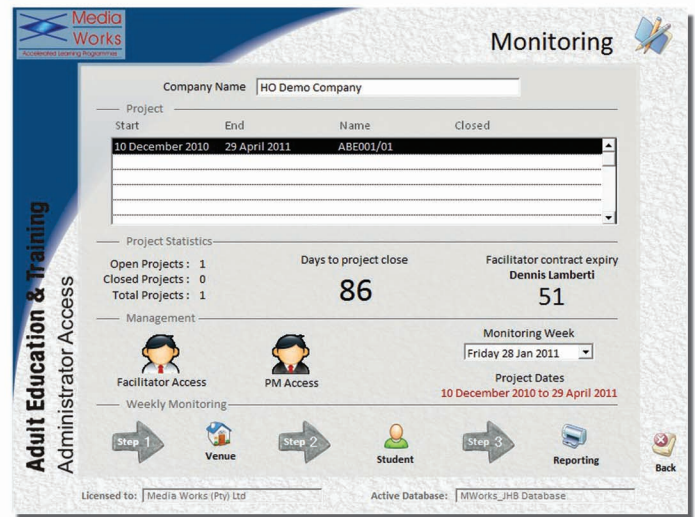 Media
Works
Accelerated Learning Programmes
Monitoring
Company Name HO Demo Company
Project
Start End Name Closed
10 December 2010 29 April 2011 ABE001/01
Project Statistics
Open Projects : 1
Closed Projects : 0
Total Projects : 1
Days to project close
86
Facilitator contract expiry
Dennis Lamberti
51
Management
Facilitator Access
PM Access
Monitoring Week
Friday 28 Jan 2011
Project Dates
10 December 2010 to 29 April 2011
Weekly Monitoring
Step 1
Venue
Step 2
Student
Step 3
Reporting
Back
Licensed to: Media Works (Pty) Ltd
Active Database: MWorks_JHB Database
Adult Education & Training
Administrator Access